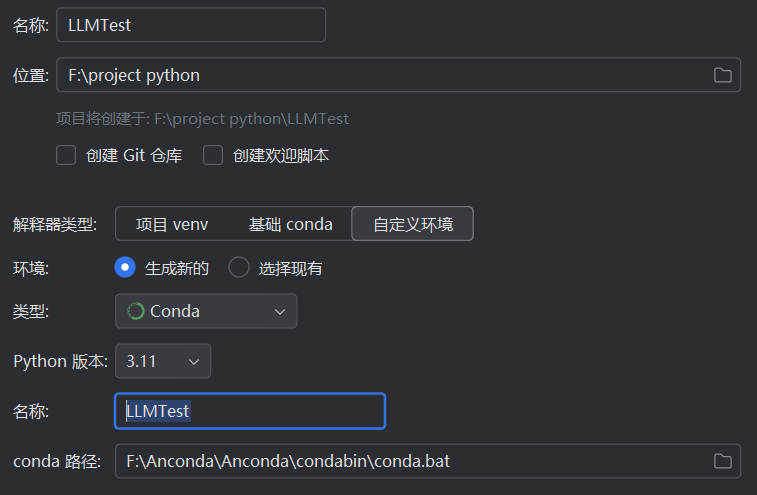 名称: LLMTest
位置: F:\project python
项目将创建于: F:\project python\LLMTest
创建 Git 仓库 创建欢迎脚本
解释器类型: 项目 venv 基础 conda 自定义环境
环境: 生成新的 选择现有
类型: Conda
Python 版本: 3.11
名称: LLMTest
conda 路径: F:\Anconda\Anconda\condabin\conda.bat